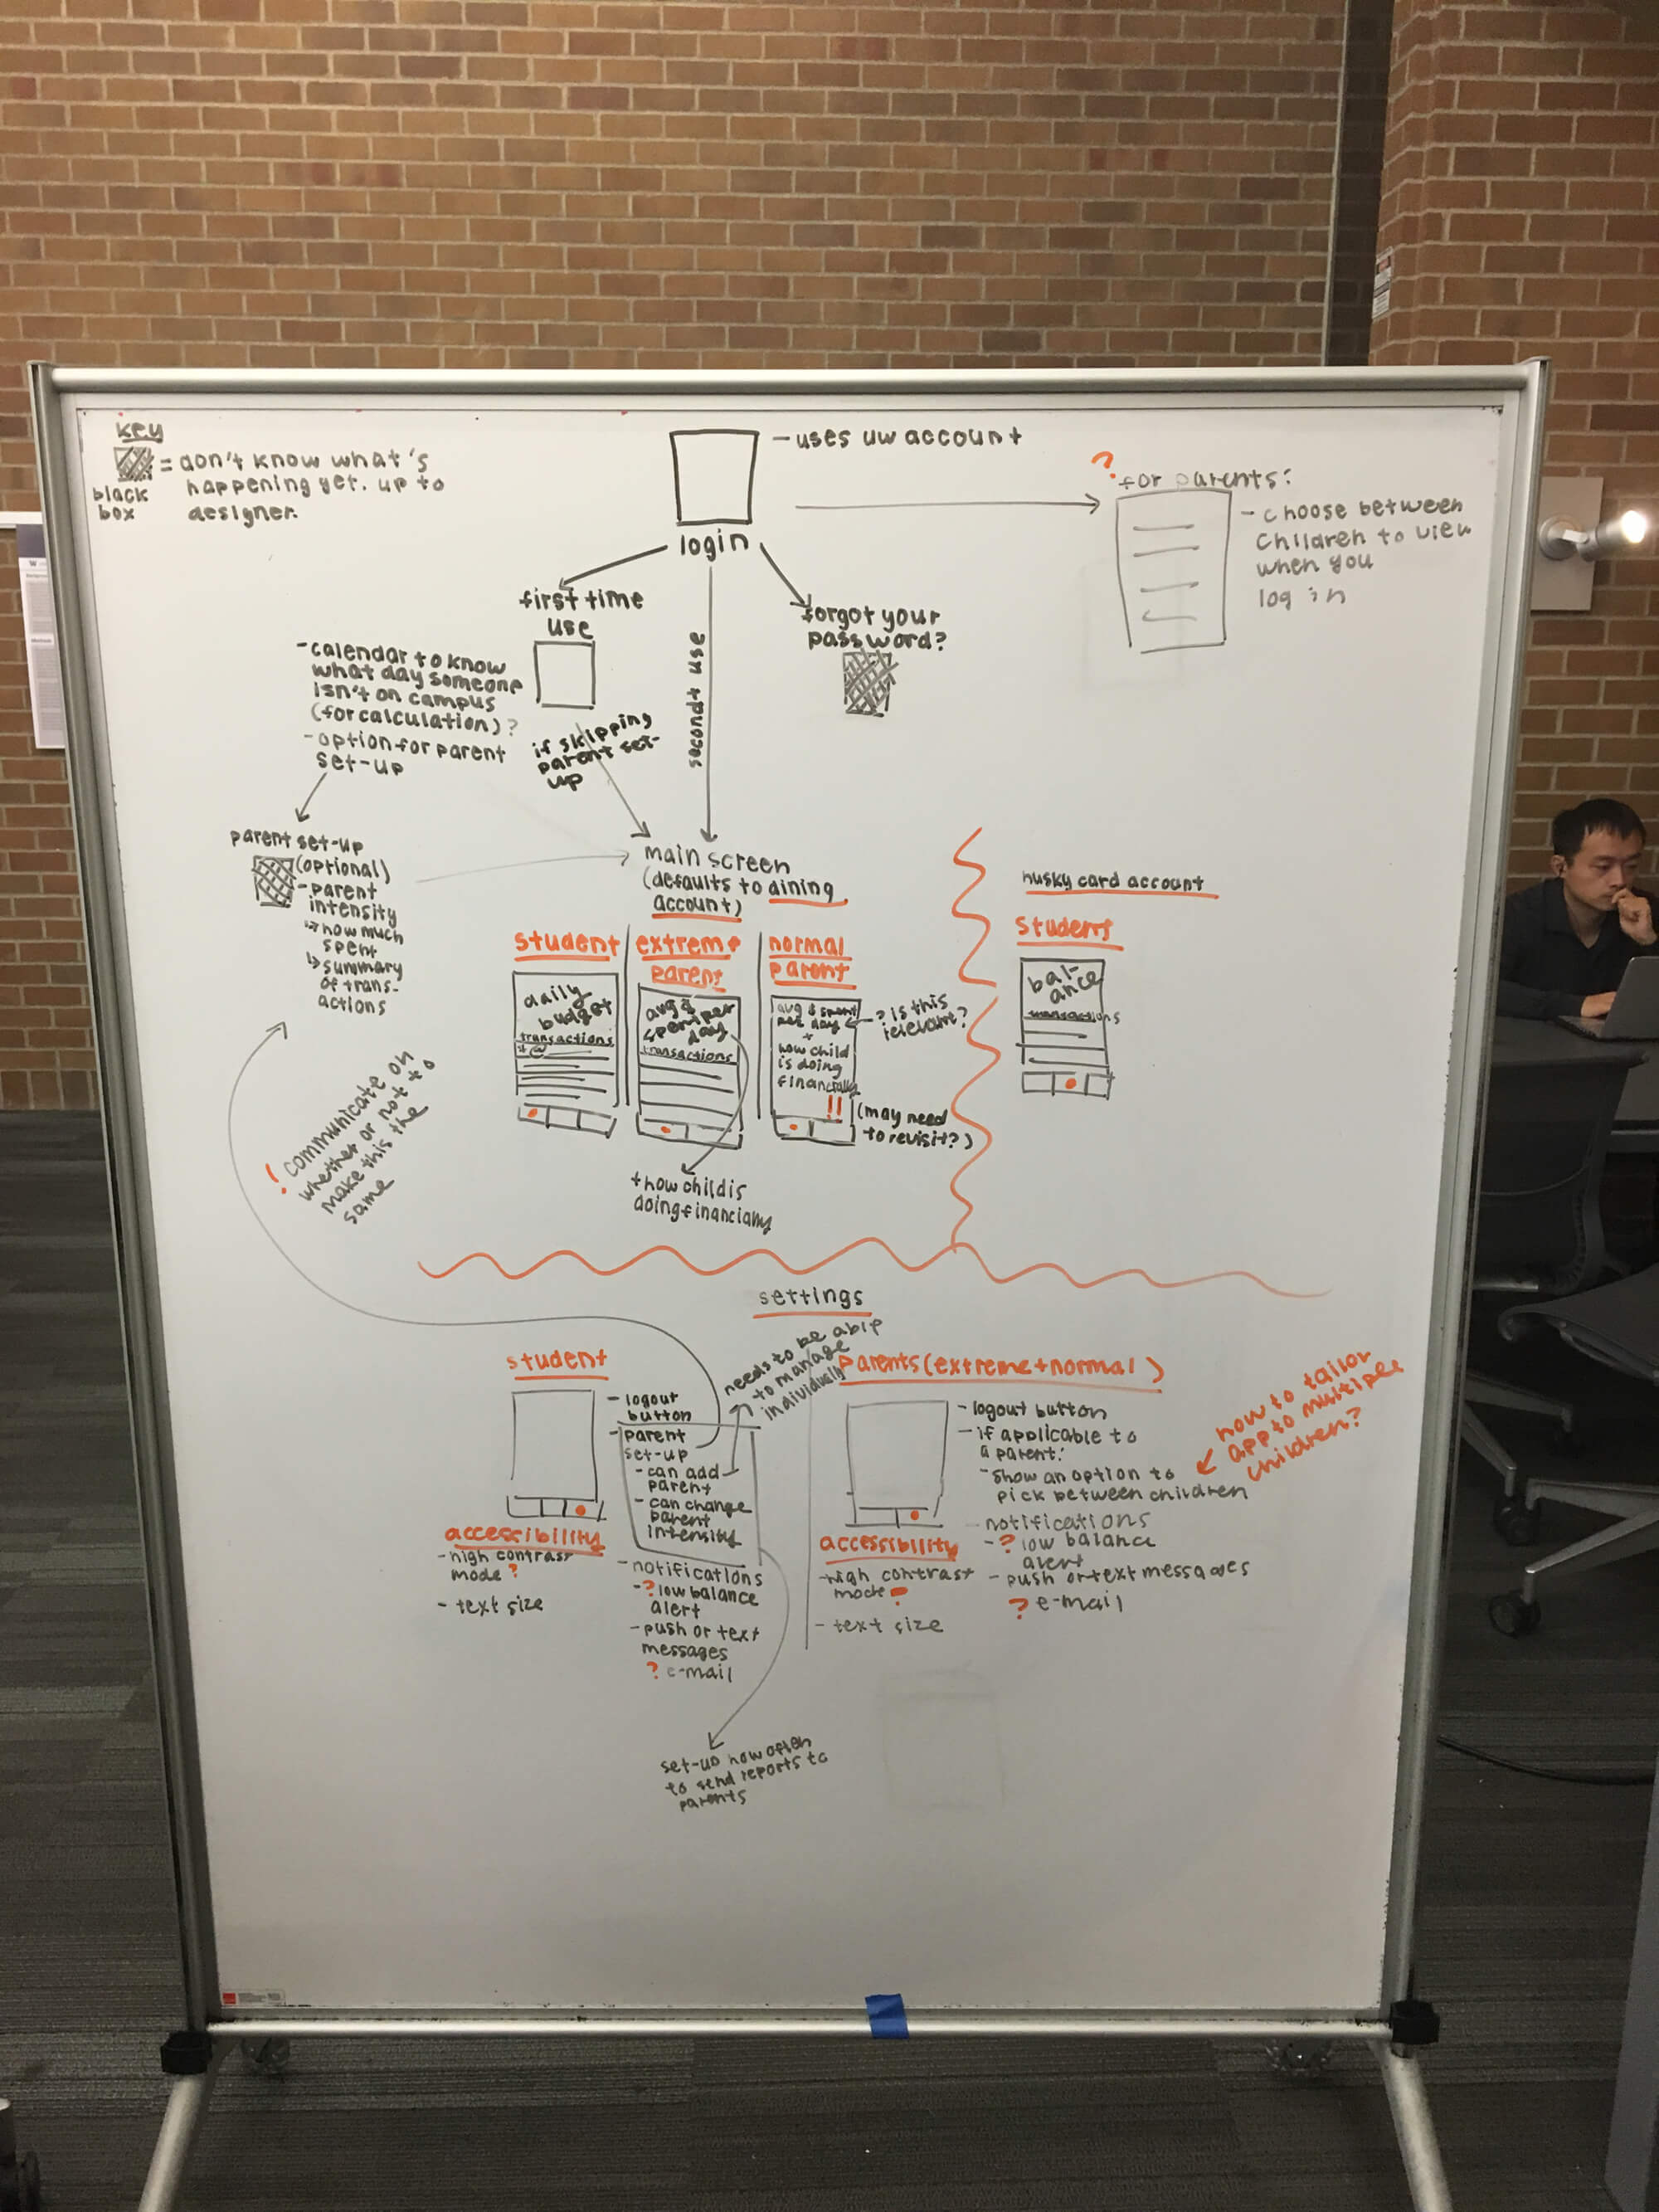 key
= don't know what's
happening yet. up to
designer.
black
box
- uses uw account
login
? for parents:
- choose between
children to view
when you
log in
first time
use
second+ use
forgot your
password?
- calendar to know
what day someone
isn't on campus
(for calculation)?
- option for parent
set-up
if skipping
parent set-
up
parent set-up
(optional)
- parent
intensity
↳ how much
spent
↳ summary
of trans-
actions
main screen
(defaults to dining
account)
student
extreme
parent
normal
parent
daily
budget
transactions
avg $
spent per
day
transactions
+ how child is
doing financially
avg $ spent
per day
+
how child
is doing
financially
!!
? is this
relevant?
(may need
to revisit?)
husky card account
student
bal-
ance
transactions
! communicate on
whether or not to
make this the
same
settings
student
- logout
button
- parent
set-up
- can add
parent
- can change
parent
intensity
needs to be able
to manage
individually
- notifications
- ? low balance
alert
- push or text
messages
? e-mail
accessibility
- high contrast
mode ?
- text size
set-up how often
to send reports to
parents
parents (extreme + normal)
- logout button
- if applicable to
a parent:
- show an option to
pick between children
- notifications
- ? low balance
alert
- push or text messages
? e-mail
how to tailor
app to multiple
children?
accessibility
- high contrast
mode
- text size